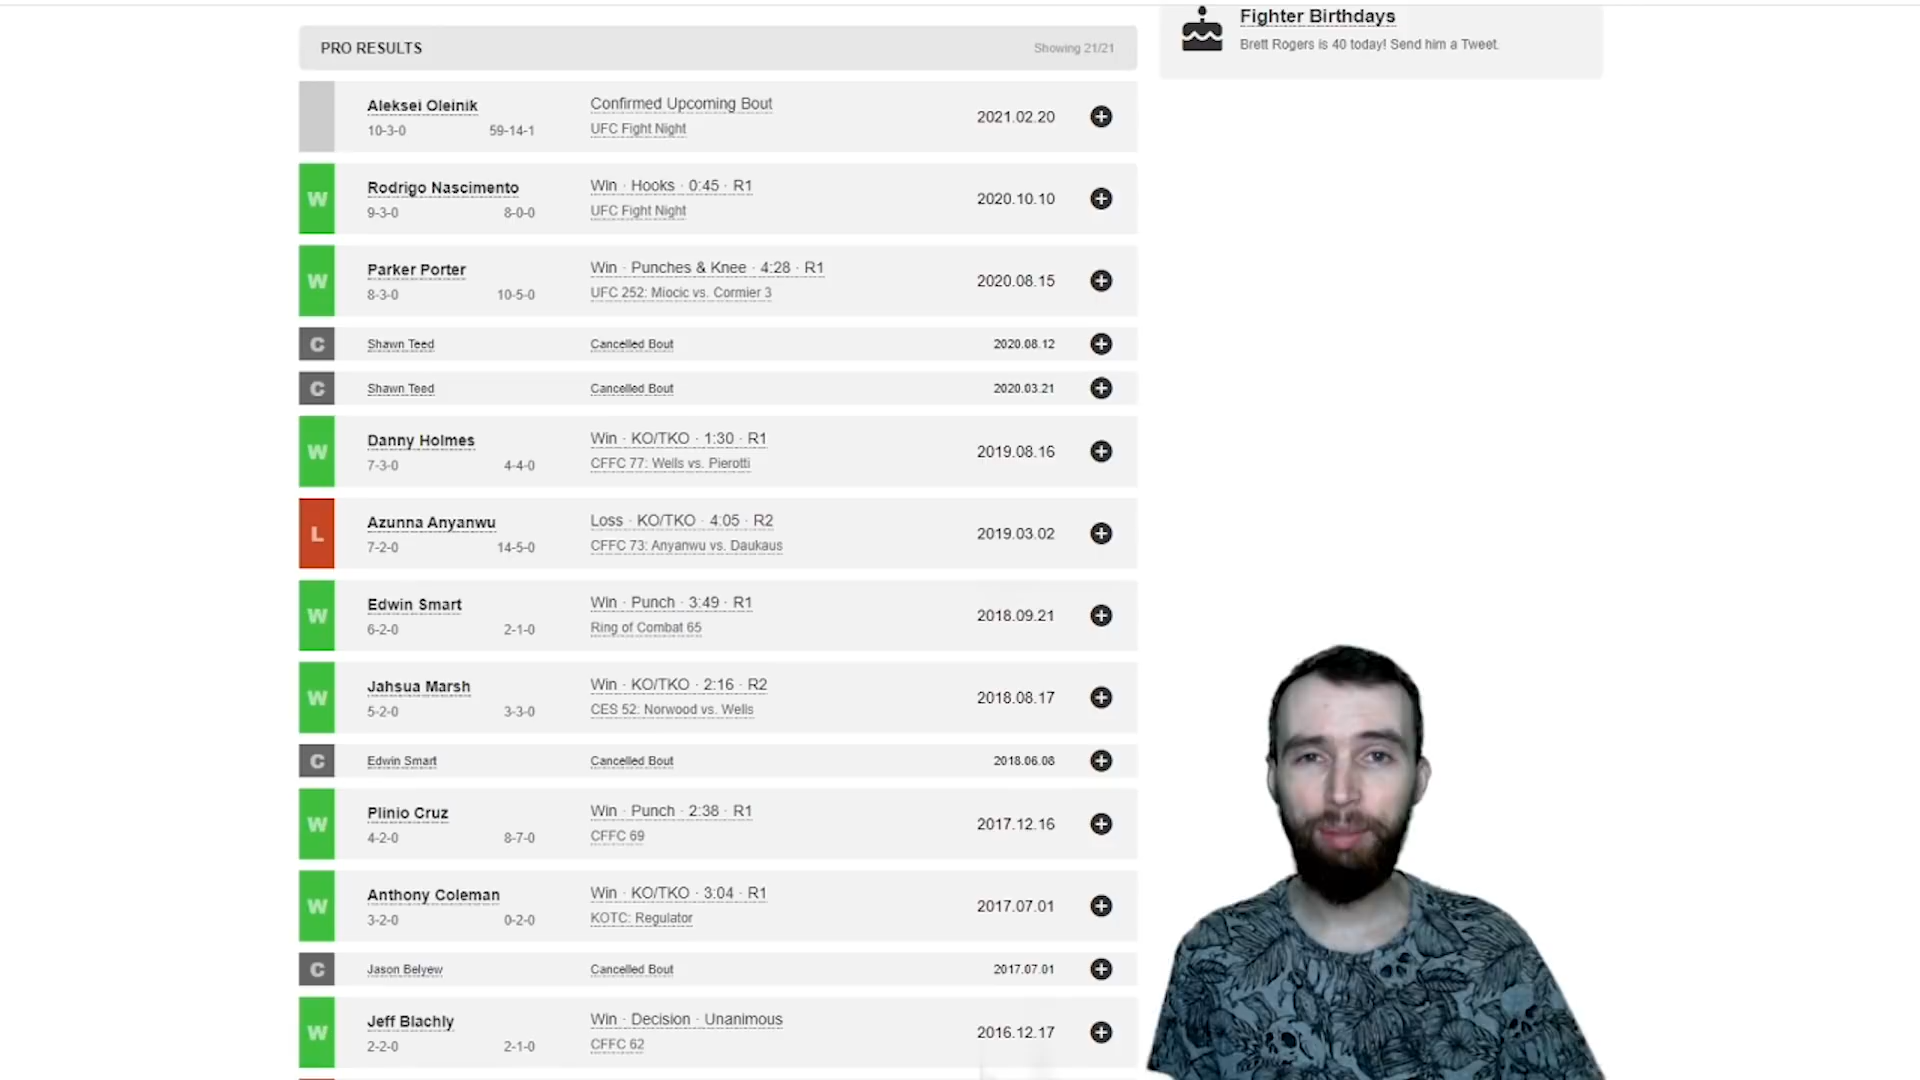 Fighter Birthdays
Brett Rogers is 40 today! Send him a Tweet.
PRO RESULTS
Showing 21/21
Aleksei Oleinik
Confirmed Upcoming Bout
10-3-0
59-14-1
UFC Fight Night
2021.02.20
W
Rodrigo Nascimento
Win · Hooks · 0:45 · R1
9-3-0
8-0-0
UFC Fight Night
2020.10.10
W
Parker Porter
Win · Punches & Knee · 4:28 · R1
8-3-0
10-5-0
UFC 252: Miocic vs. Cormier 3
2020.08.15
C
Shawn Teed
Cancelled Bout
2020.08.12
C
Shawn Teed
Cancelled Bout
2020.03.21
W
Danny Holmes
Win · KO/TKO · 1:30 · R1
7-3-0
4-4-0
CFFC 77: Wells vs. Pierotti
2019.08.16
L
Azunna Anyanwu
Loss · KO/TKO · 4:05 · R2
7-2-0
14-5-0
CFFC 73: Anyanwu vs. Daukaus
2019.03.02
W
Edwin Smart
Win · Punch · 3:49 · R1
6-2-0
2-1-0
Ring of Combat 65
2018.09.21
W
Jahsua Marsh
Win · KO/TKO · 2:16 · R2
5-2-0
3-3-0
CES 52: Norwood vs. Wells
2018.08.17
C
Edwin Smart
Cancelled Bout
2018.06.08
W
Plinio Cruz
Win · Punch · 2:38 · R1
4-2-0
8-7-0
CFFC 69
2017.12.16
W
Anthony Coleman
Win · KO/TKO · 3:04 · R1
3-2-0
0-2-0
KOTC: Regulator
2017.07.01
C
Jason Belyew
Cancelled Bout
2017.07.01
W
Jeff Blachly
Win · Decision · Unanimous
2-2-0
2-1-0
CFFC 62
2016.12.17